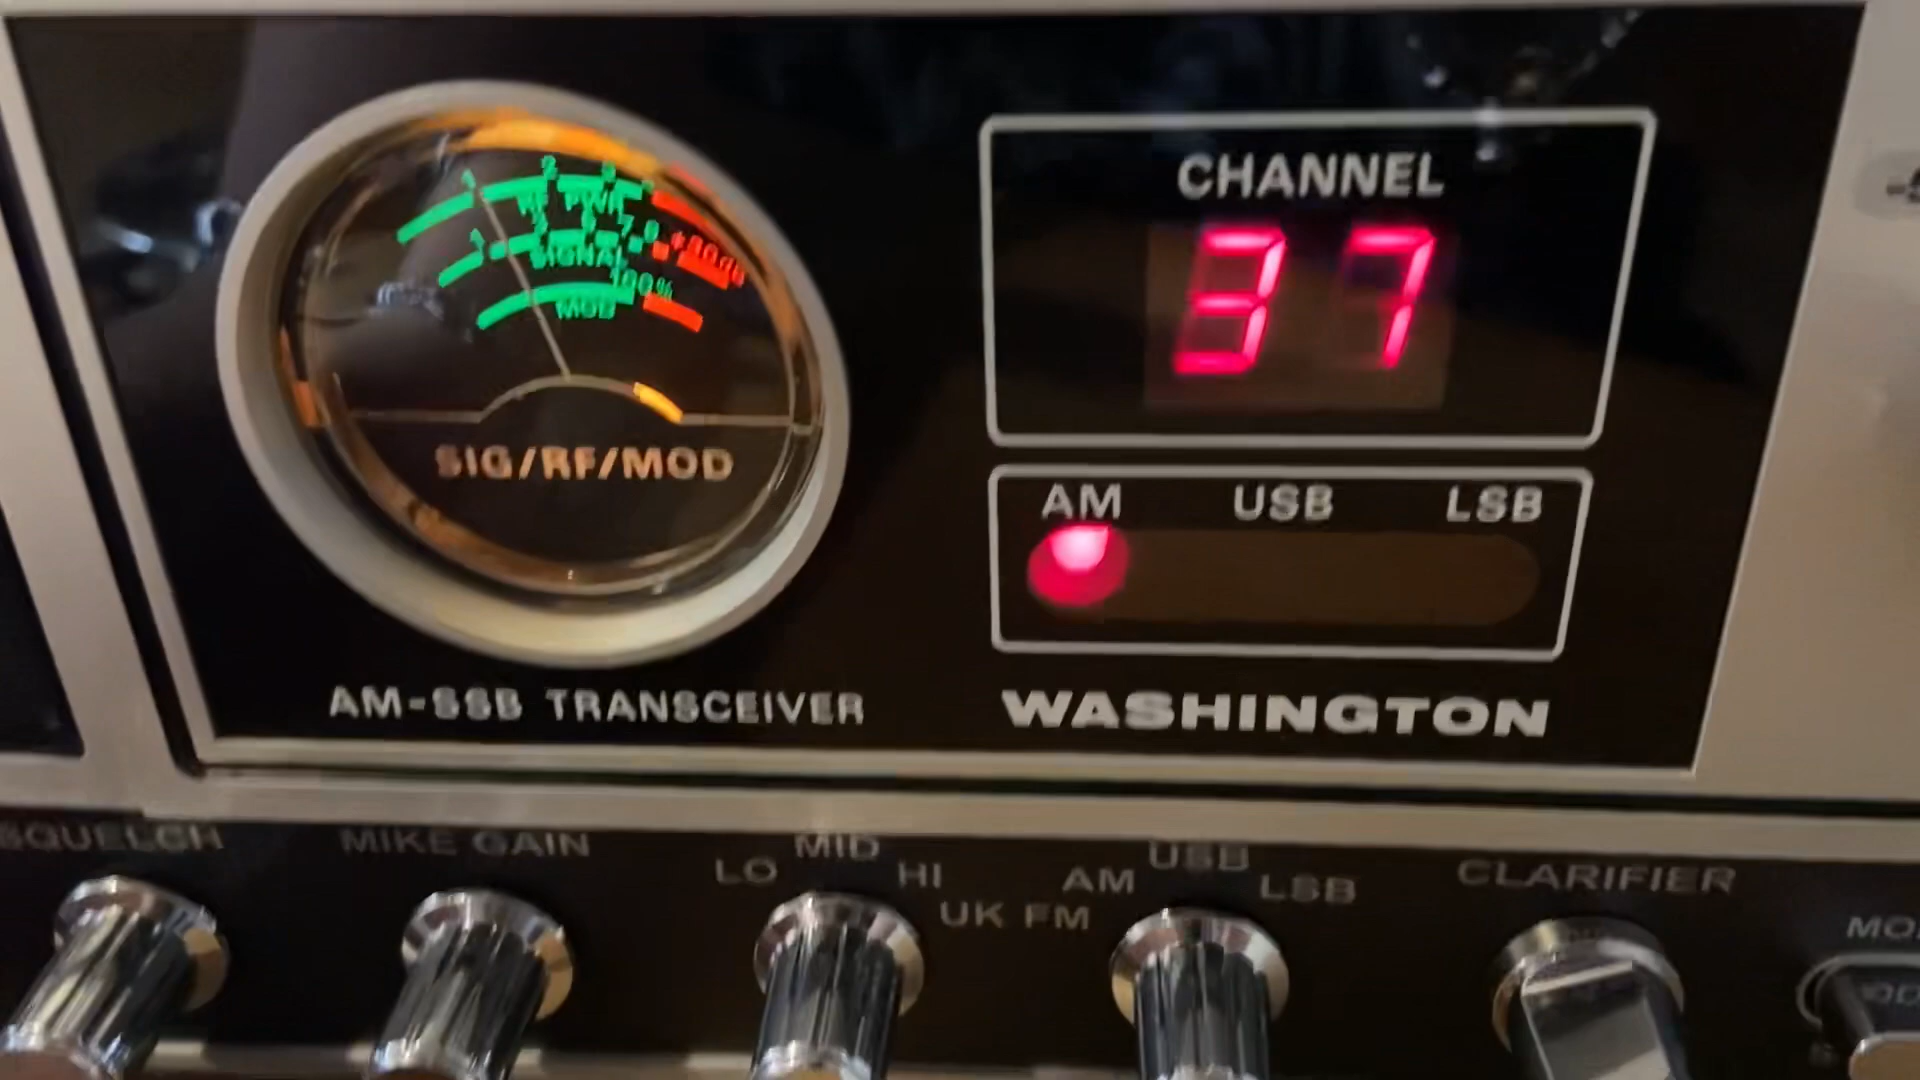 1 2 3
RF PWR
+30db
SIGNAL
100%
MOD
SIG/RF/MOD
AM-SSB TRANSCEIVER
CHANNEL
37
AM USB LSB
WASHINGTON
SQUELCH
MIKE GAIN
LO MID HI UK FM
AM USB LSB
CLARIFIER